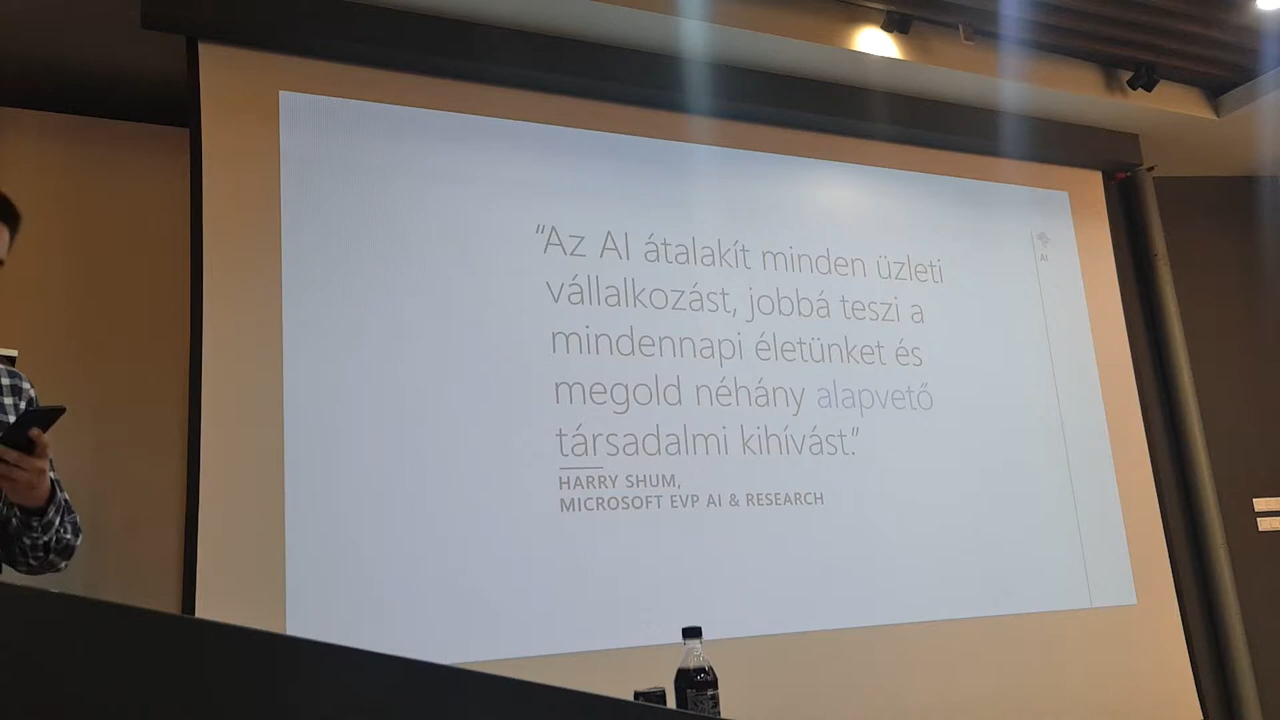 "Az AI átalakít minden üzleti
vállalkozást, jobbá teszi a
mindennapi életünket és
megold néhány alapvető
társadalmi kihívást."
HARRY SHUM,
MICROSOFT EVP AI & RESEARCH
AI